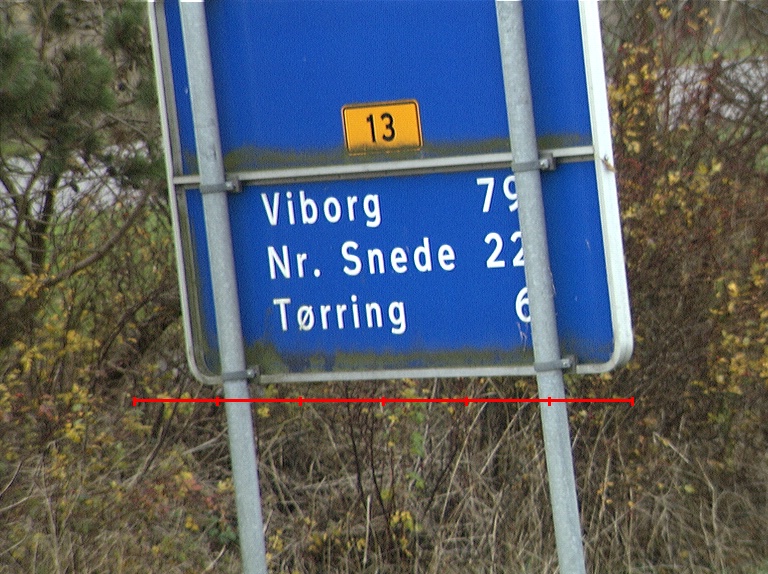 13
Viborg 79
Nr. Snede 22
Tørring 6